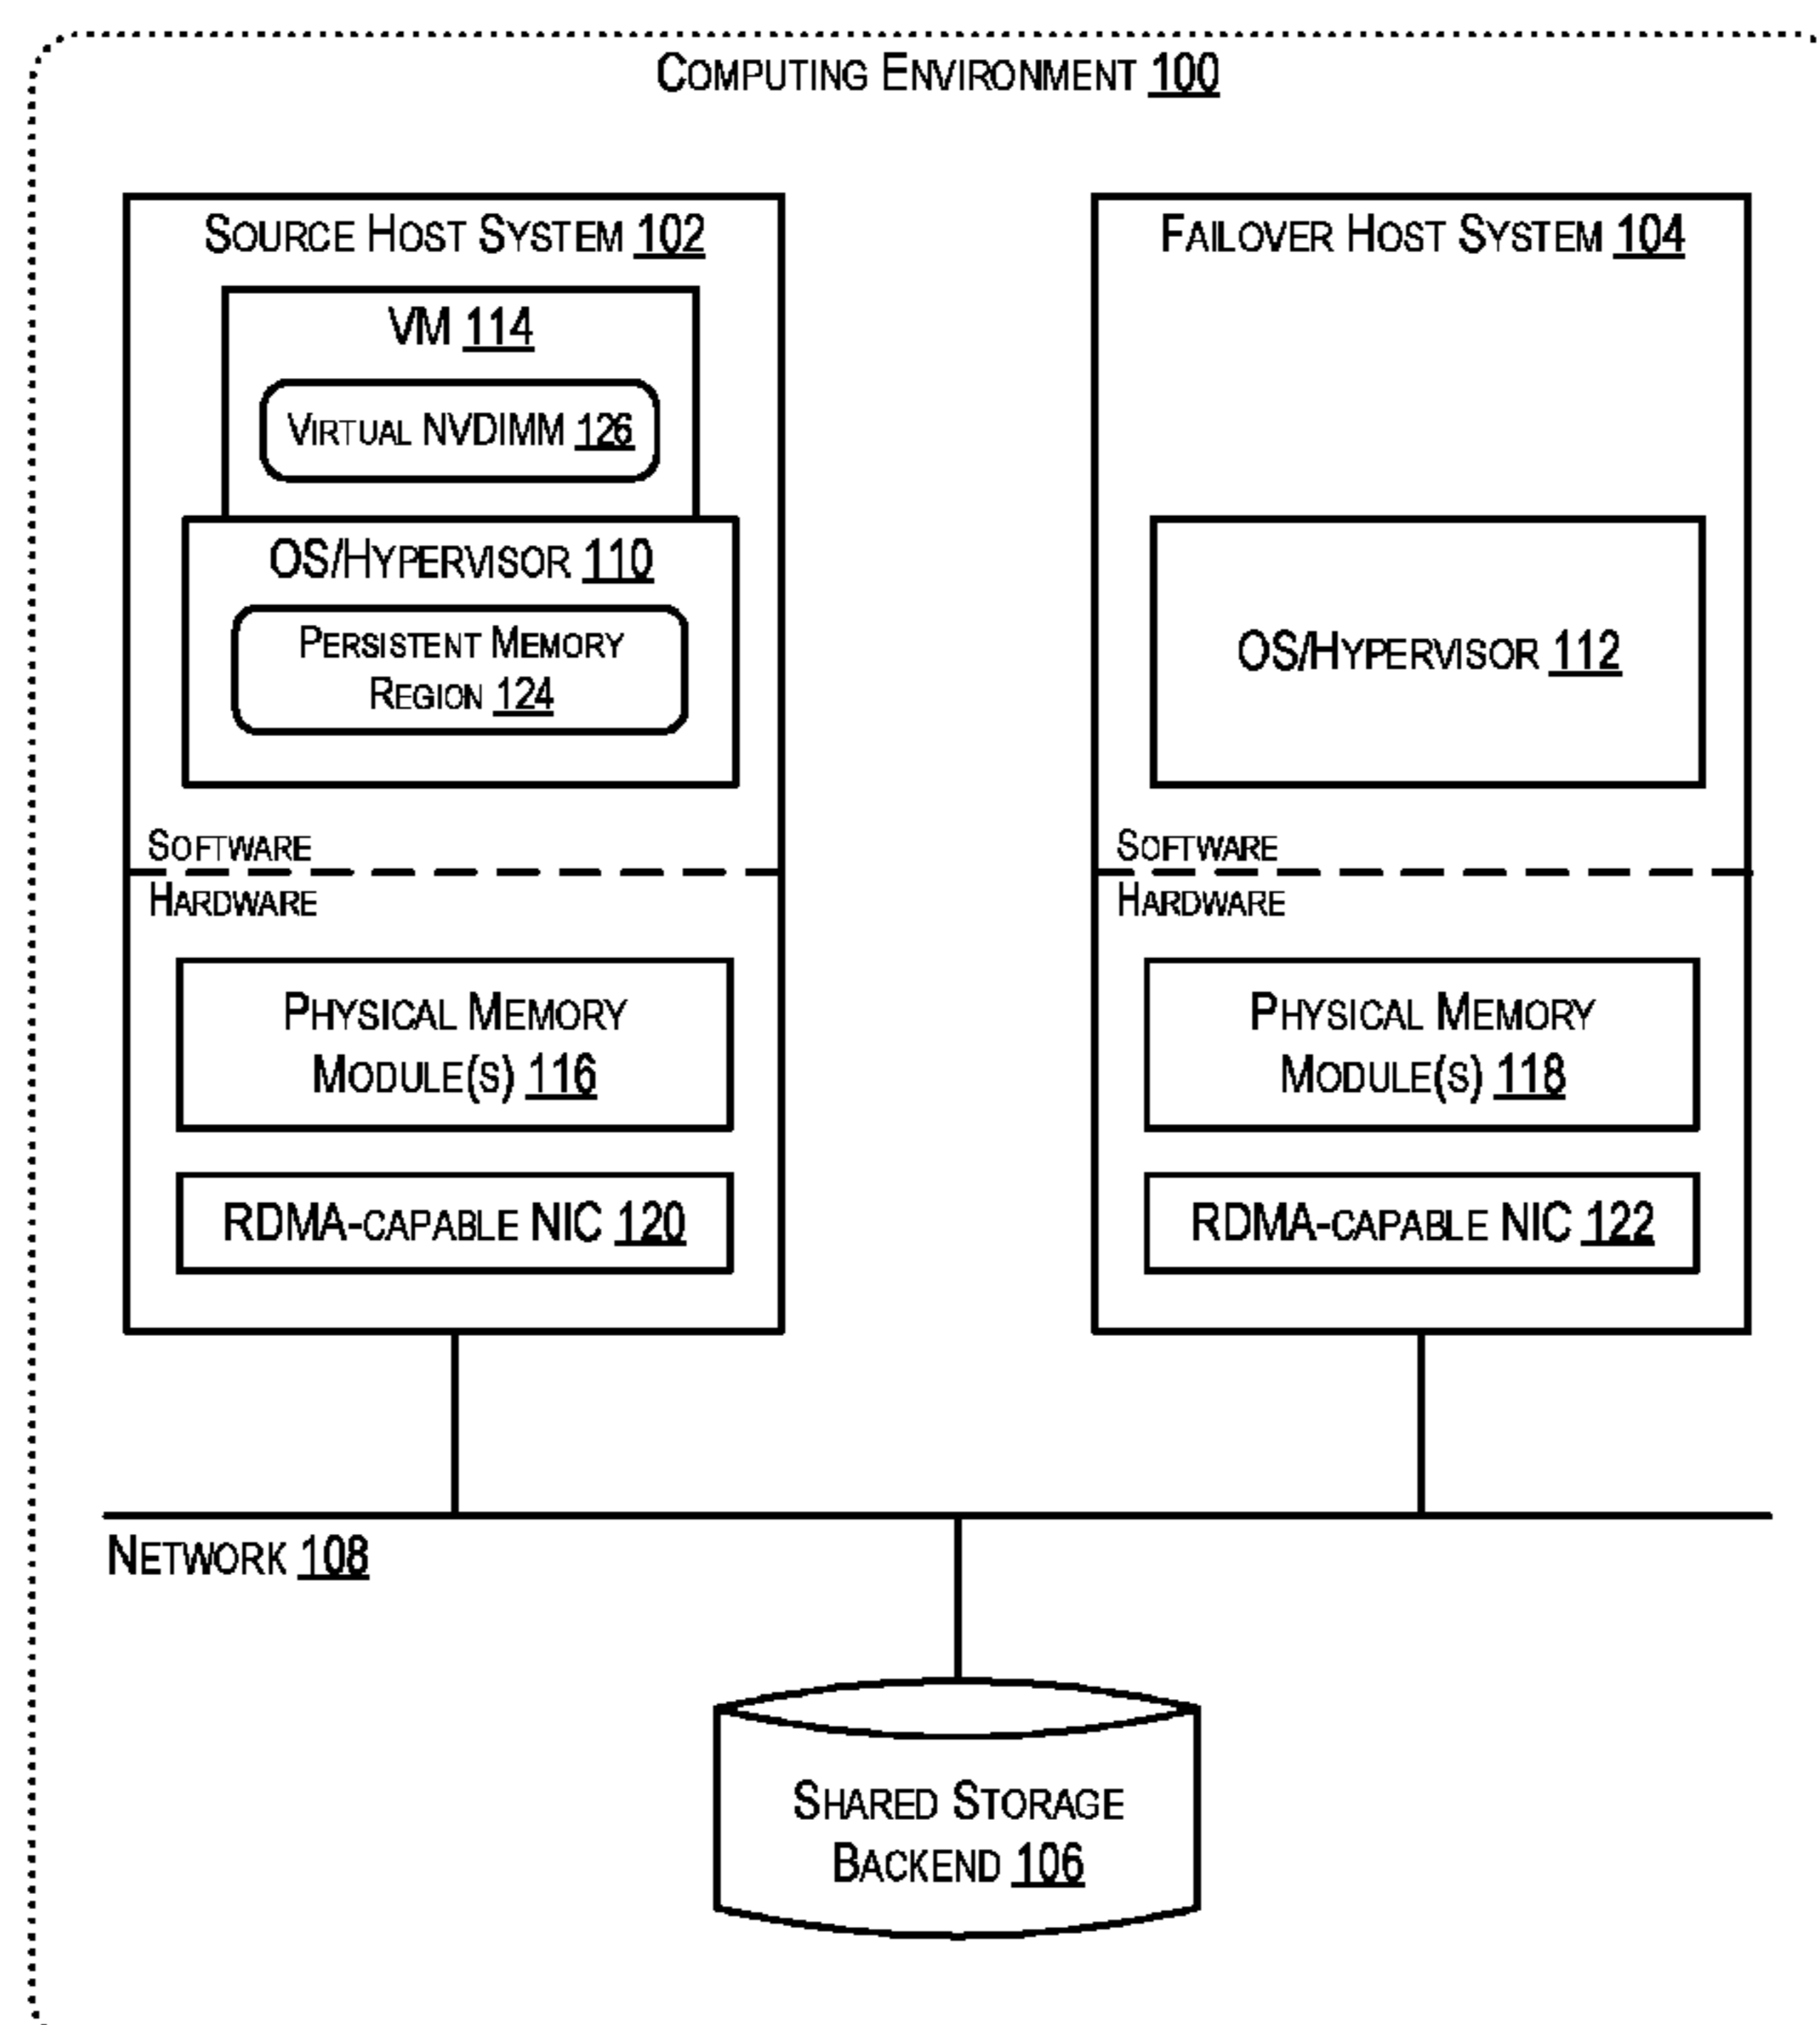 Computing Environment 100
Source Host System 102
VM 114
Virtual NVDIMM 126
OS/Hypervisor 110
Persistent Memory
Region 124
Software
Hardware
Physical Memory
Module(s) 116
RDMA-capable NIC 120
Failover Host System 104
OS/Hypervisor 112
Software
Hardware
Physical Memory
Module(s) 118
RDMA-capable NIC 122
Network 108
Shared Storage
Backend 106